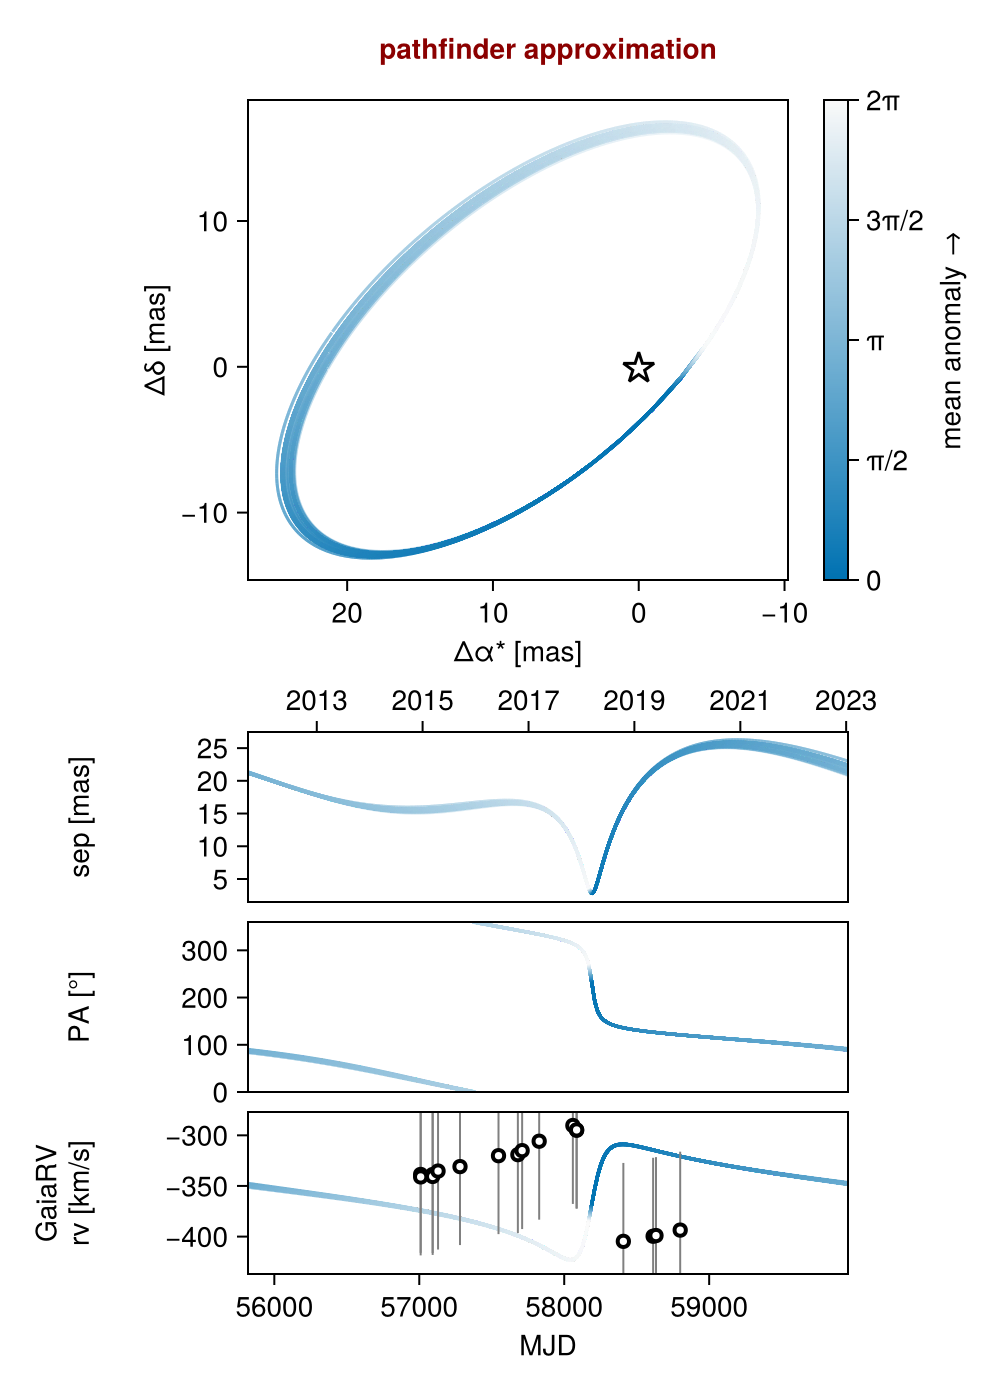 pathfinder approximation
10
0
−10
Δδ [mas]
20 10 0 −10
Δα* [mas]
2π
3π/2
π
π/2
0
mean anomaly →
2013 2015 2017 2019 2021 2023
25
20
15
10
5
sep [mas]
300
200
100
0
PA [°]
−300
−350
−400
GaiaRV
rv [km/s]
56000 57000 58000 59000
MJD